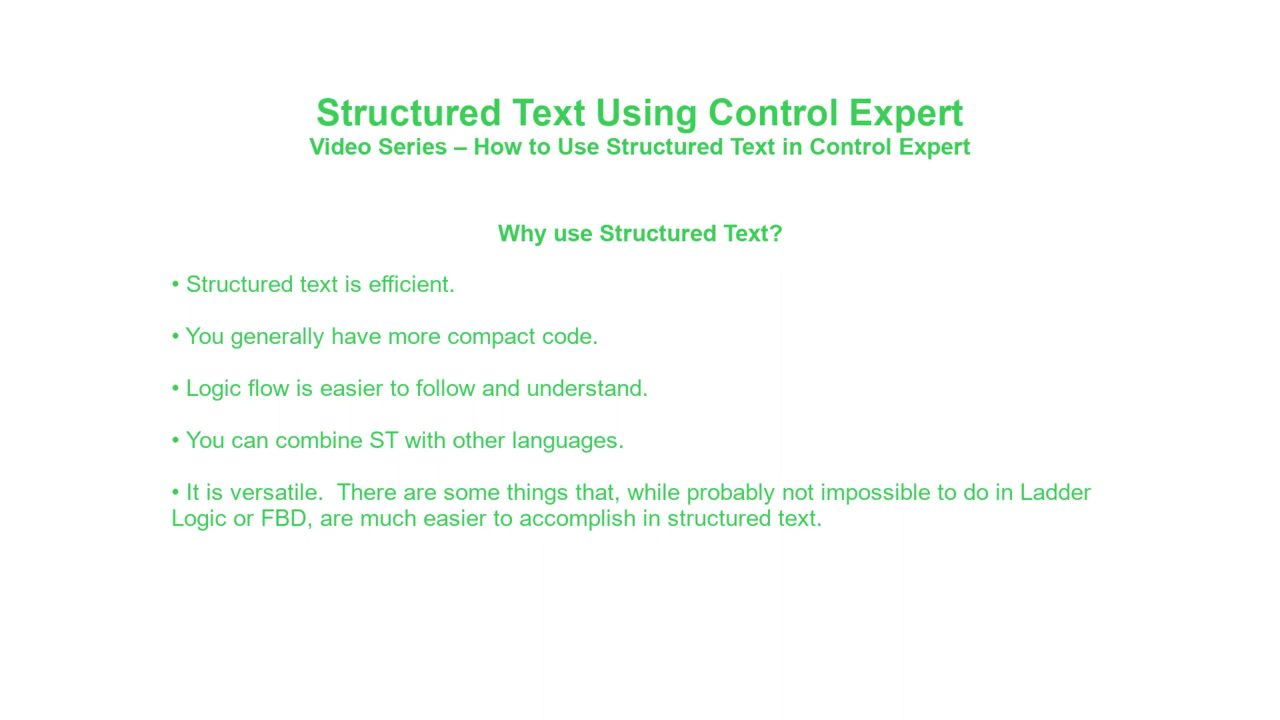 Structured Text Using Control Expert
Video Series – How to Use Structured Text in Control Expert
Why use Structured Text?
• Structured text is efficient.
• You generally have more compact code.
• Logic flow is easier to follow and understand.
• You can combine ST with other languages.
• It is versatile.  There are some things that, while probably not impossible to do in Ladder
Logic or FBD, are much easier to accomplish in structured text.